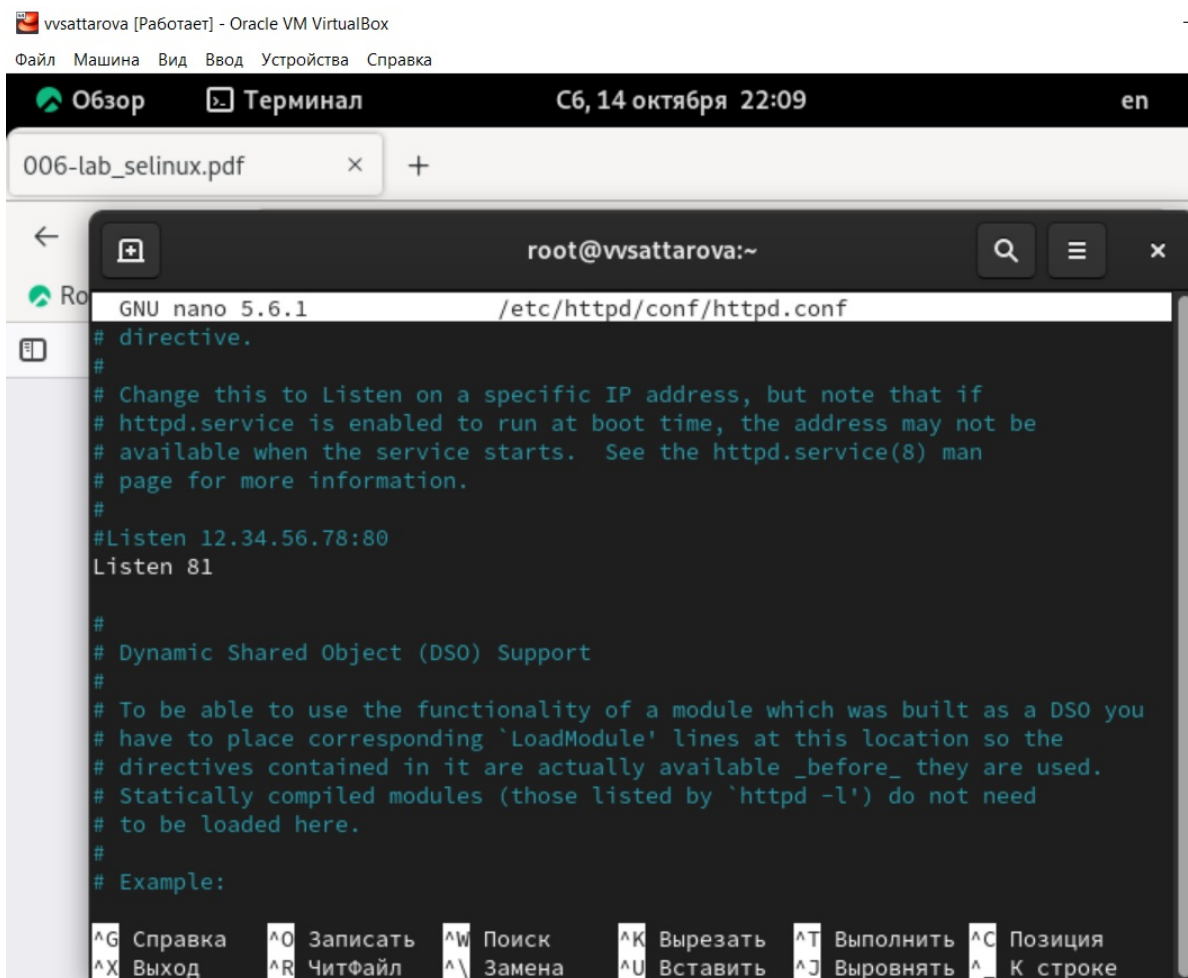 vvsattarova [Работает] - Oracle VM VirtualBox
Файл Машина Вид Ввод Устройства Справка
Обзор Терминал Сб, 14 октября 22:09 en
006-lab_selinux.pdf × +
root@vvsattarova:~
Ro
GNU nano 5.6.1 /etc/httpd/conf/httpd.conf
# directive.
#
# Change this to Listen on a specific IP address, but note that if
# httpd.service is enabled to run at boot time, the address may not be
# available when the service starts.  See the httpd.service(8) man
# page for more information.
#
#Listen 12.34.56.78:80
Listen 81
#
# Dynamic Shared Object (DSO) Support
#
# To be able to use the functionality of a module which was built as a DSO you
# have to place corresponding `LoadModule' lines at this location so the
# directives contained in it are actually available _before_ they are used.
# Statically compiled modules (those listed by `httpd -l') do not need
# to be loaded here.
#
# Example:
^G Справка ^O Записать ^W Поиск ^K Вырезать ^T Выполнить ^C Позиция
^X Выход ^R ЧитФайл ^\ Замена ^U Вставить ^J Выровнять ^_ К строке